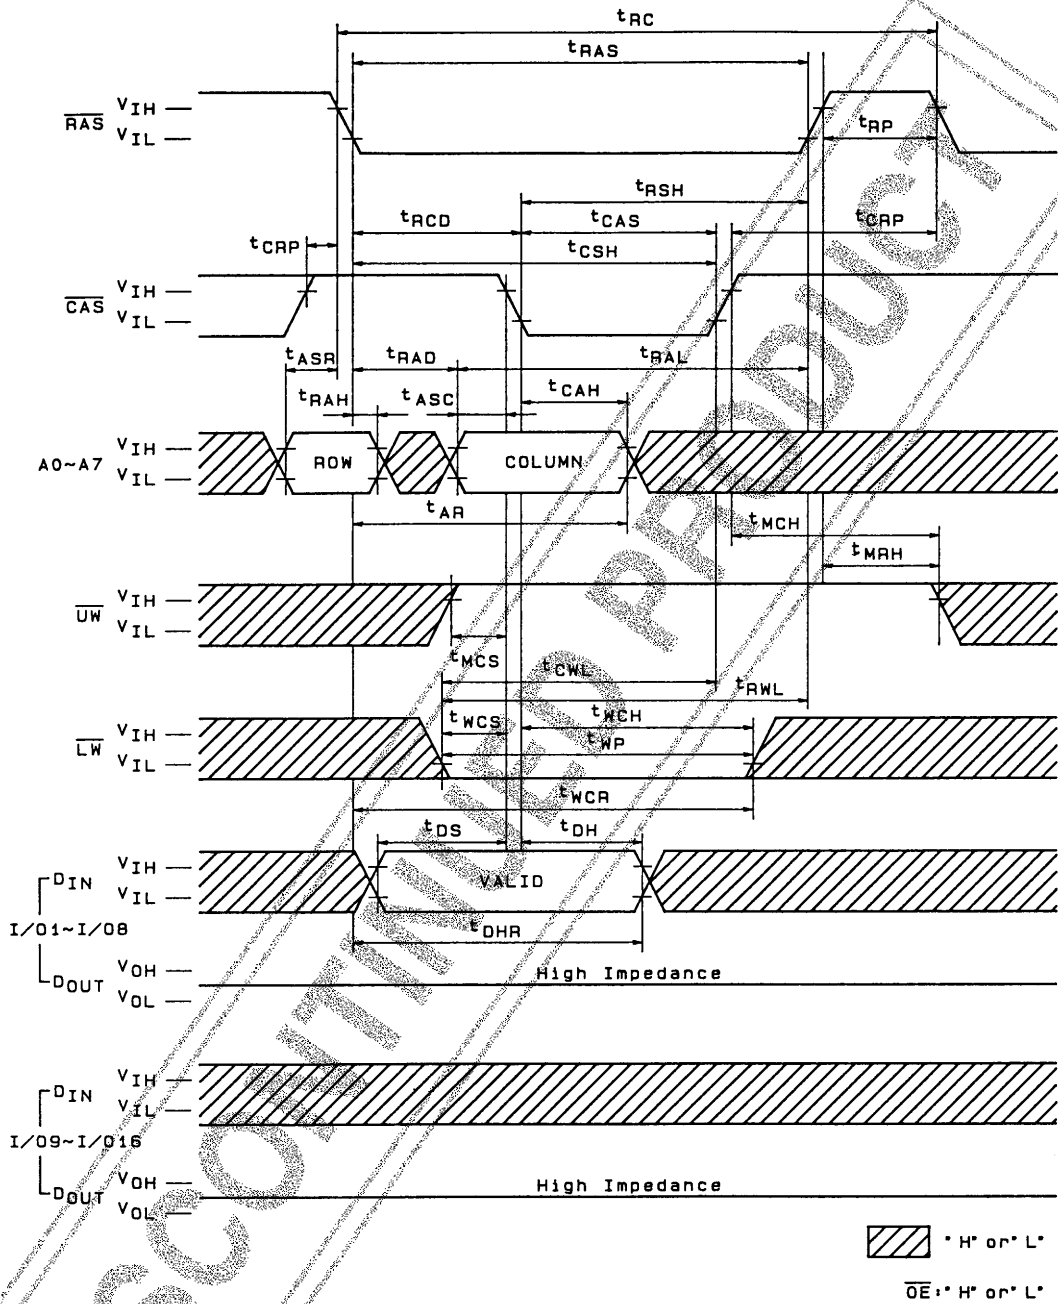 tRC
tRAS
RAS VIH
VIL
tRP
tRSH
tRCD tCAS tCRP
tCRP tCSH
CAS VIH
VIL
tASR tRAD tRAL
tRAH tASC tCAH
A0~A7 VIH
VIL
ROW COLUMN
tAR
tMCH
tMRH
UW VIH
VIL
tMCS tCWL
tRWL
tWCS tWCH
LW VIH
VIL
tWP
tWCR
tDS tDH
DIN VIH
VIL
VALID
I/O1~I/O8
tDHR
DOUT VOH
VOL
High Impedance
DIN VIH
VIL
I/O9~I/O16
DOUT VOH
VOL
High Impedance
"H" or "L"
OE: "H" or "L"
SCONTINUED PRODUCT